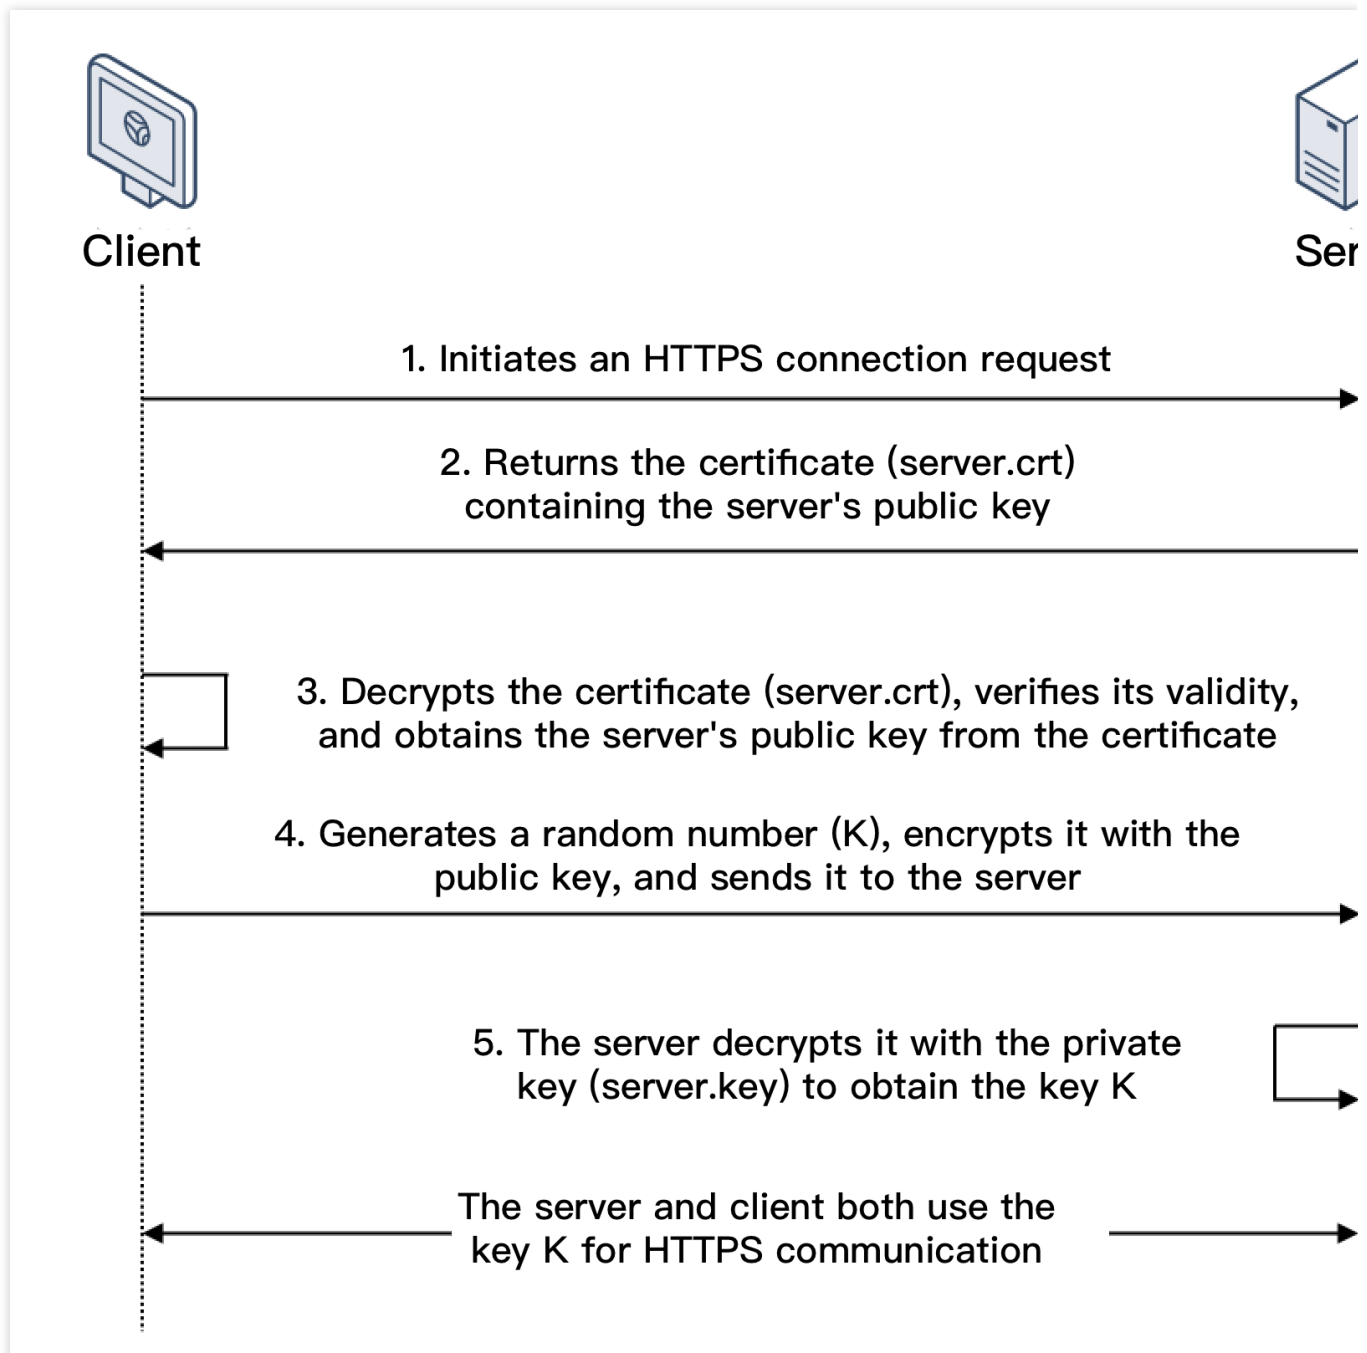 Client
Ser
1. Initiates an HTTPS connection request
2. Returns the certificate (server.crt)
containing the server's public key
3. Decrypts the certificate (server.crt), verifies its validity,
and obtains the server's public key from the certificate
4. Generates a random number (K), encrypts it with the
public key, and sends it to the server
5. The server decrypts it with the private
key (server.key) to obtain the key K
The server and client both use the
key K for HTTPS communication